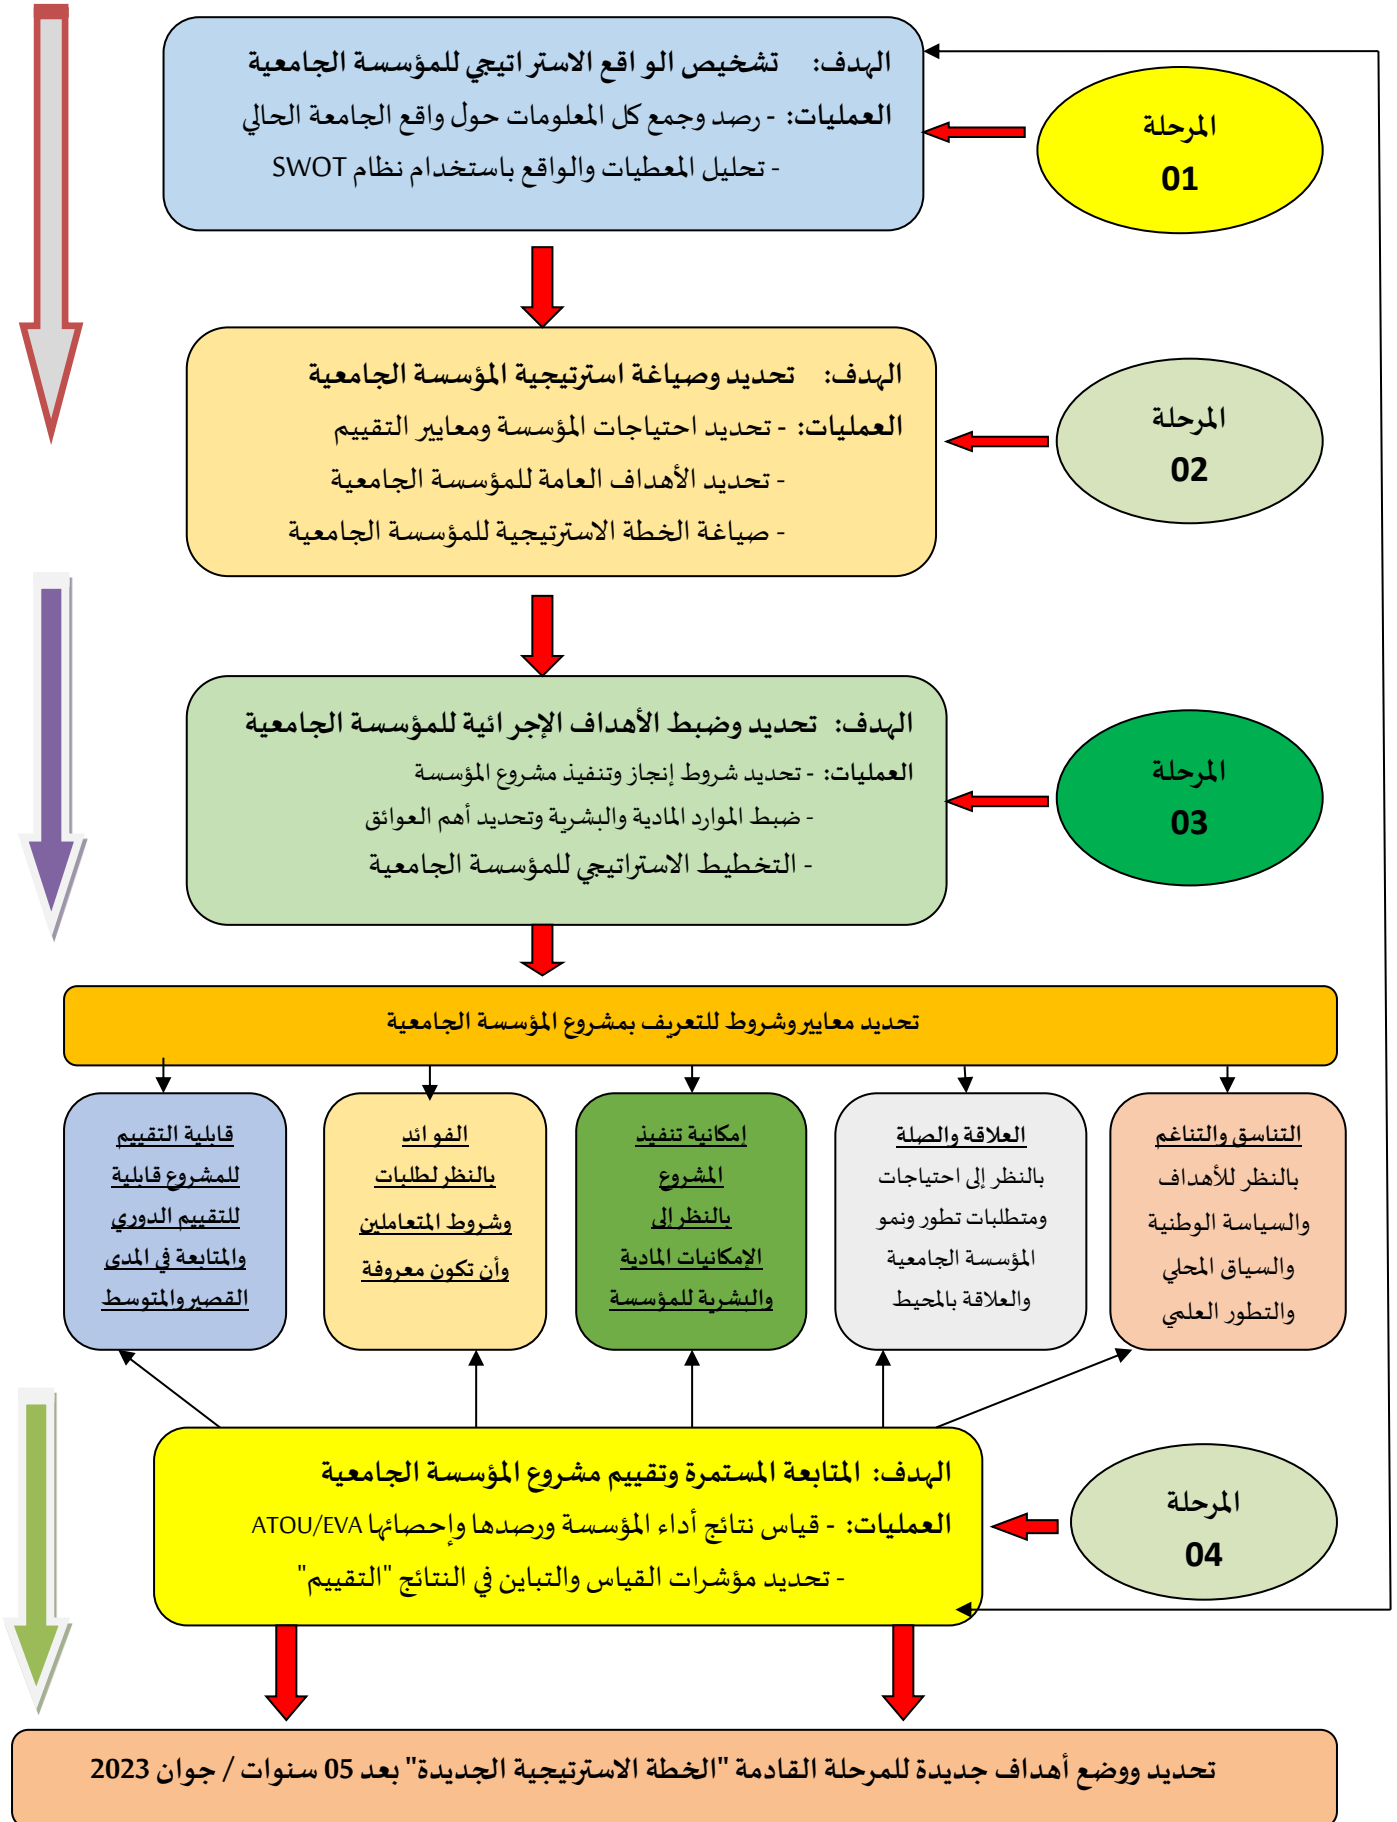 الهدف: تشخيص الواقع الاستراتيجي للمؤسسة الجامعية
العمليات: - رصد وجمع كل المعلومات حول واقع الجامعة الحالي
- تحليل المعطيات والواقع باستخدام نظام SWOT
المرحلة
01
الهدف: تحديد وصياغة استرتيجية المؤسسة الجامعية
العمليات: - تحديد احتياجات المؤسسة ومعايير التقييم
- تحديد الأهداف العامة للمؤسسة الجامعية
- صياغة الخطة الاسترتيجية للمؤسسة الجامعية
المرحلة
02
الهدف: تحديد وضبط الأهداف الإجرائية للمؤسسة الجامعية
العمليات: - تحديد شروط إنجاز وتنفيذ مشروع المؤسسة
- ضبط الموارد المادية والبشرية وتحديد أهم العوائق
- التخطيط الاستراتيجي للمؤسسة الجامعية
المرحلة
03
تحديد معايير وشروط للتعريف بمشروع المؤسسة الجامعية
التناسق والتناغم
بالنظر للأهداف
والسياسة الوطنية
والسياق المحلي
والتطور العلمي
العلاقة والصلة
بالنظر إلى احتياجات
ومتطلبات تطور ونمو
المؤسسة الجامعية
والعلاقة بالمحيط
إمكانية تنفيذ
المشروع
بالنظر إلى
الإمكانيات المادية
والبشرية للمؤسسة
الفوائد
بالنظر لطلبات
وشروط المتعاملين
وأن تكون معروفة
قابلية التقييم
للمشروع قابلية
للتقييم الدوري
والمتابعة في المدى
القصير والمتوسط
الهدف: المتابعة المستمرة وتقييم مشروع المؤسسة الجامعية
العمليات: - قياس نتائج أداء المؤسسة ورصدها وإحصائها ATOU/EVA
- تحديد مؤشرات القياس والتباين في النتائج "التقييم"
المرحلة
04
تحديد ووضع أهداف جديدة للمرحلة القادمة "الخطة الاسترتيجية الجديدة" بعد 05 سنوات / جوان 2023